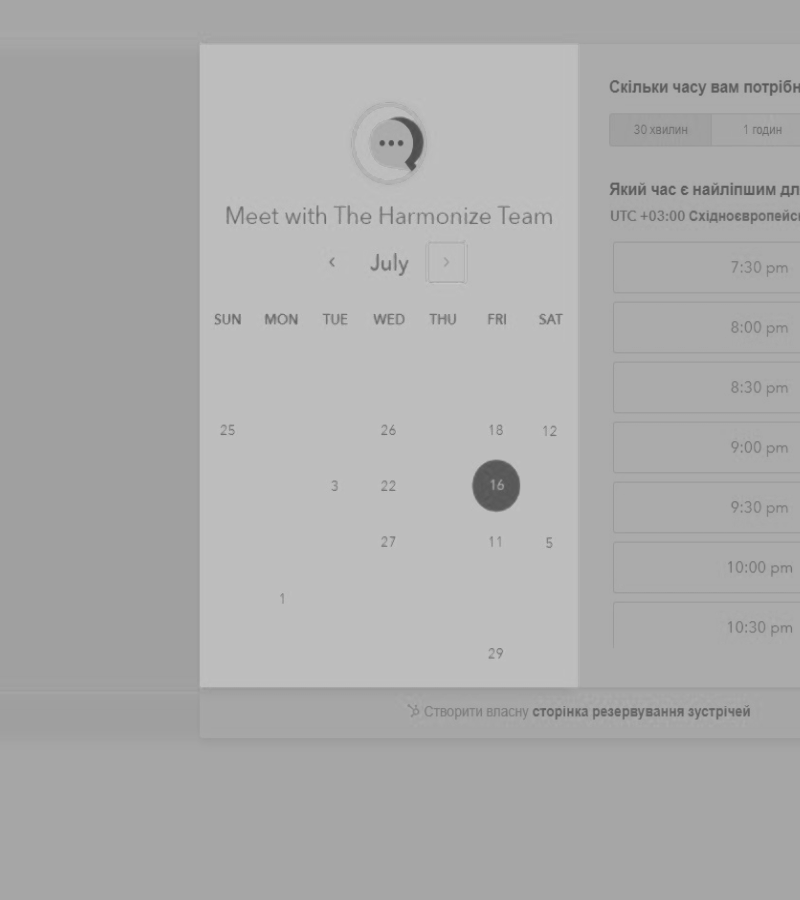 Meet with The Harmonize Team
July
SUN MON TUE WED THU FRI SAT
25 26 18 12
3 22 16
27 11 5
1
29
Скільки часу вам потрібн
30 хвилин 1 годин
Який час є найліпшим дл
UTC +03:00 Східноєвропейс
7:30 pm
8:00 pm
8:30 pm
9:00 pm
9:30 pm
10:00 pm
10:30 pm
Створити власну сторінка резервування зустрічей